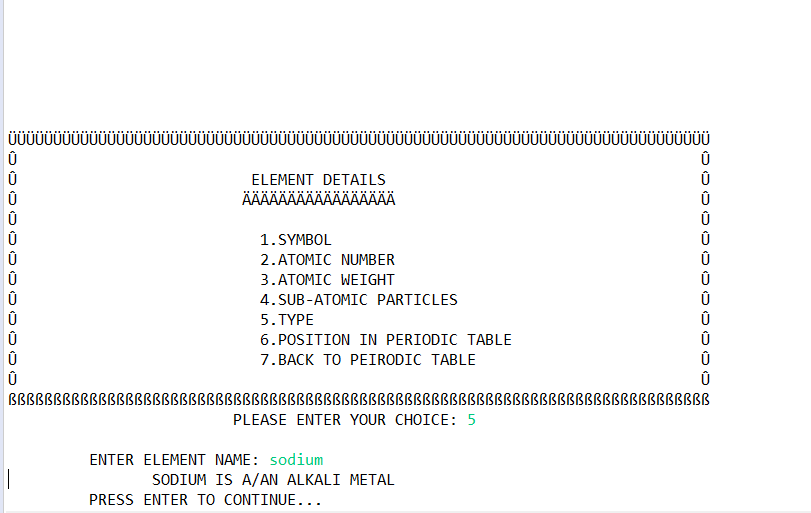 ÜÜÜÜÜÜÜÜÜÜÜÜÜÜÜÜÜÜÜÜÜÜÜÜÜÜÜÜÜÜÜÜÜÜÜÜÜÜÜÜÜÜÜÜÜÜÜÜÜÜÜÜÜÜÜÜÜÜÜÜÜÜÜÜÜÜÜÜÜÜÜÜÜÜÜÜÜÜ
Û Û
Û ELEMENT DETAILS Û
Û ÄÄÄÄÄÄÄÄÄÄÄÄÄÄÄÄÄ Û
Û Û
Û 1.SYMBOL Û
Û 2.ATOMIC NUMBER Û
Û 3.ATOMIC WEIGHT Û
Û 4.SUB-ATOMIC PARTICLES Û
Û 5.TYPE Û
Û 6.POSITION IN PERIODIC TABLE Û
Û 7.BACK TO PEIRODIC TABLE Û
Û Û
ßßßßßßßßßßßßßßßßßßßßßßßßßßßßßßßßßßßßßßßßßßßßßßßßßßßßßßßßßßßßßßßßßßßßßßßßßßßßßß
PLEASE ENTER YOUR CHOICE: 5
ENTER ELEMENT NAME: sodium
SODIUM IS A/AN ALKALI METAL
PRESS ENTER TO CONTINUE...